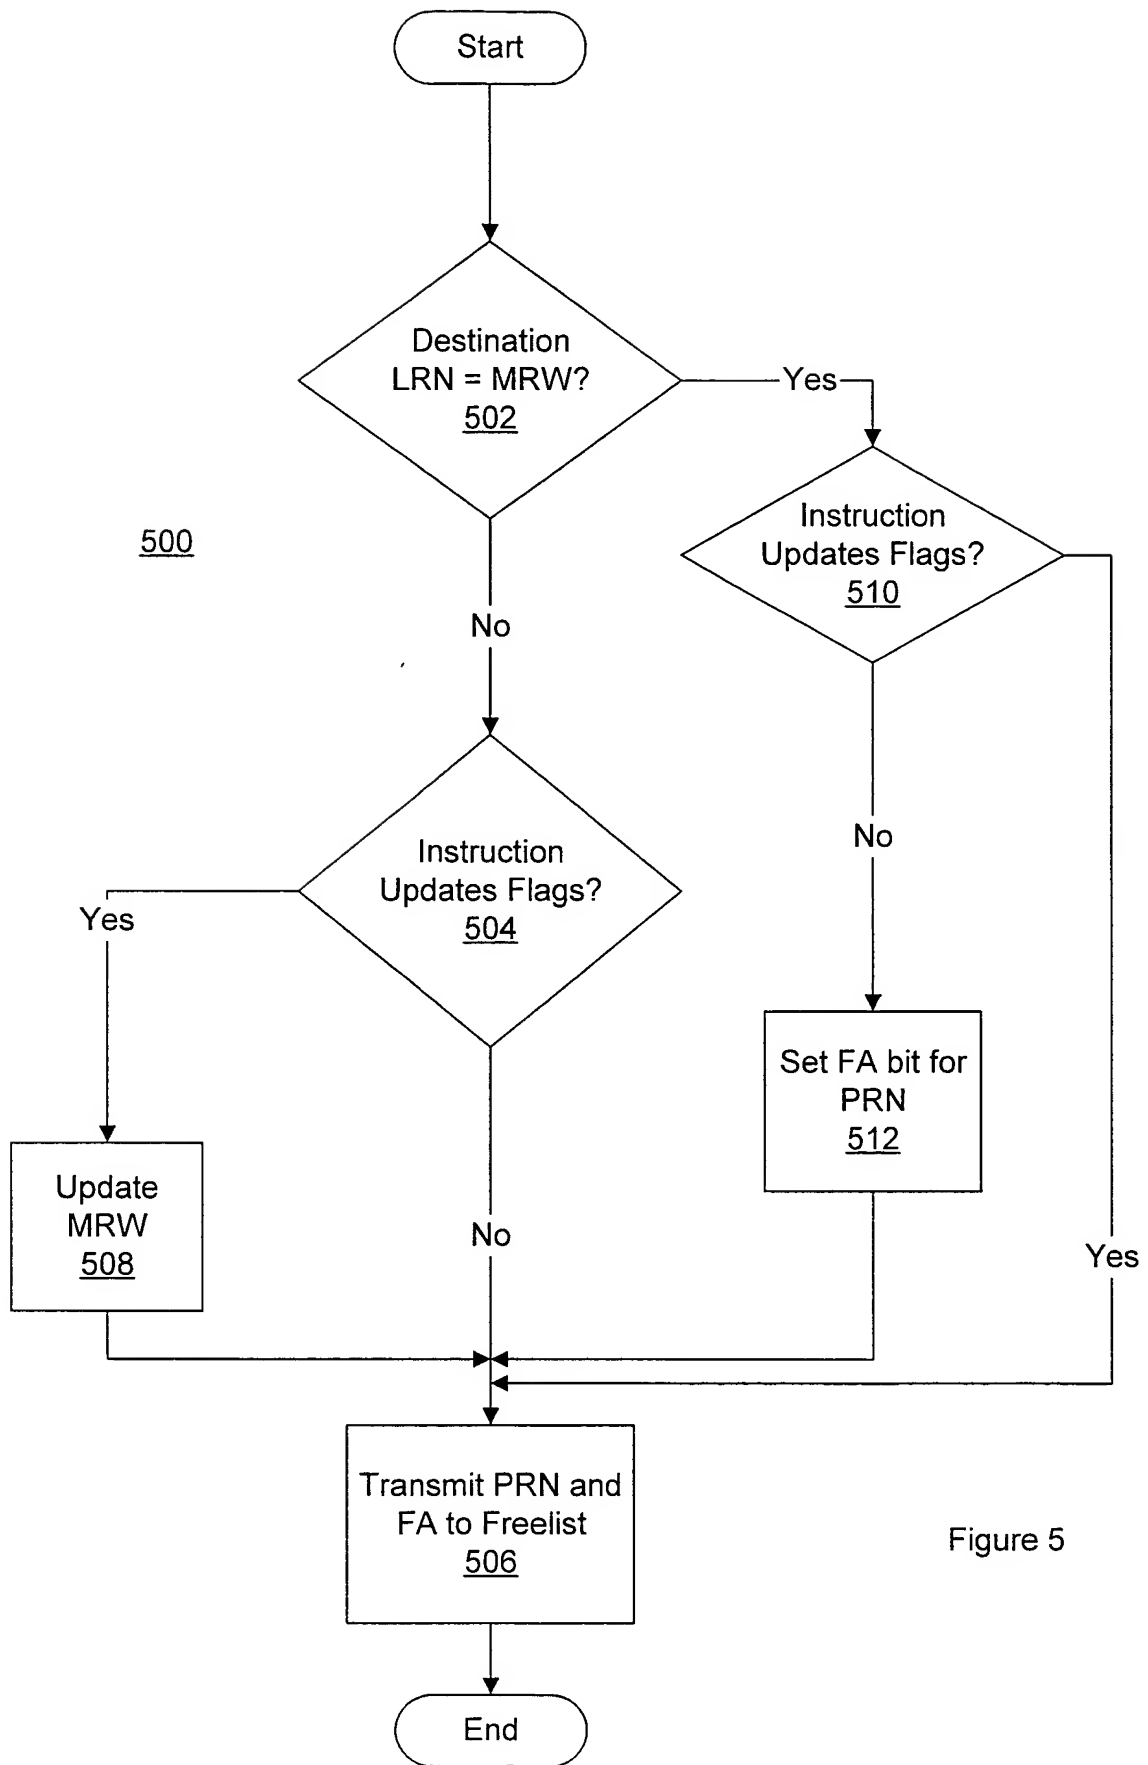 Start
Destination
LRN = MRW?
502
Yes
Instruction
Updates Flags?
510
500
No
Instruction
Updates Flags?
504
No
Yes
Set FA bit for
PRN
512
Update
MRW
508
No
Yes
Transmit PRN and
FA to Freelist
506
Figure 5
End